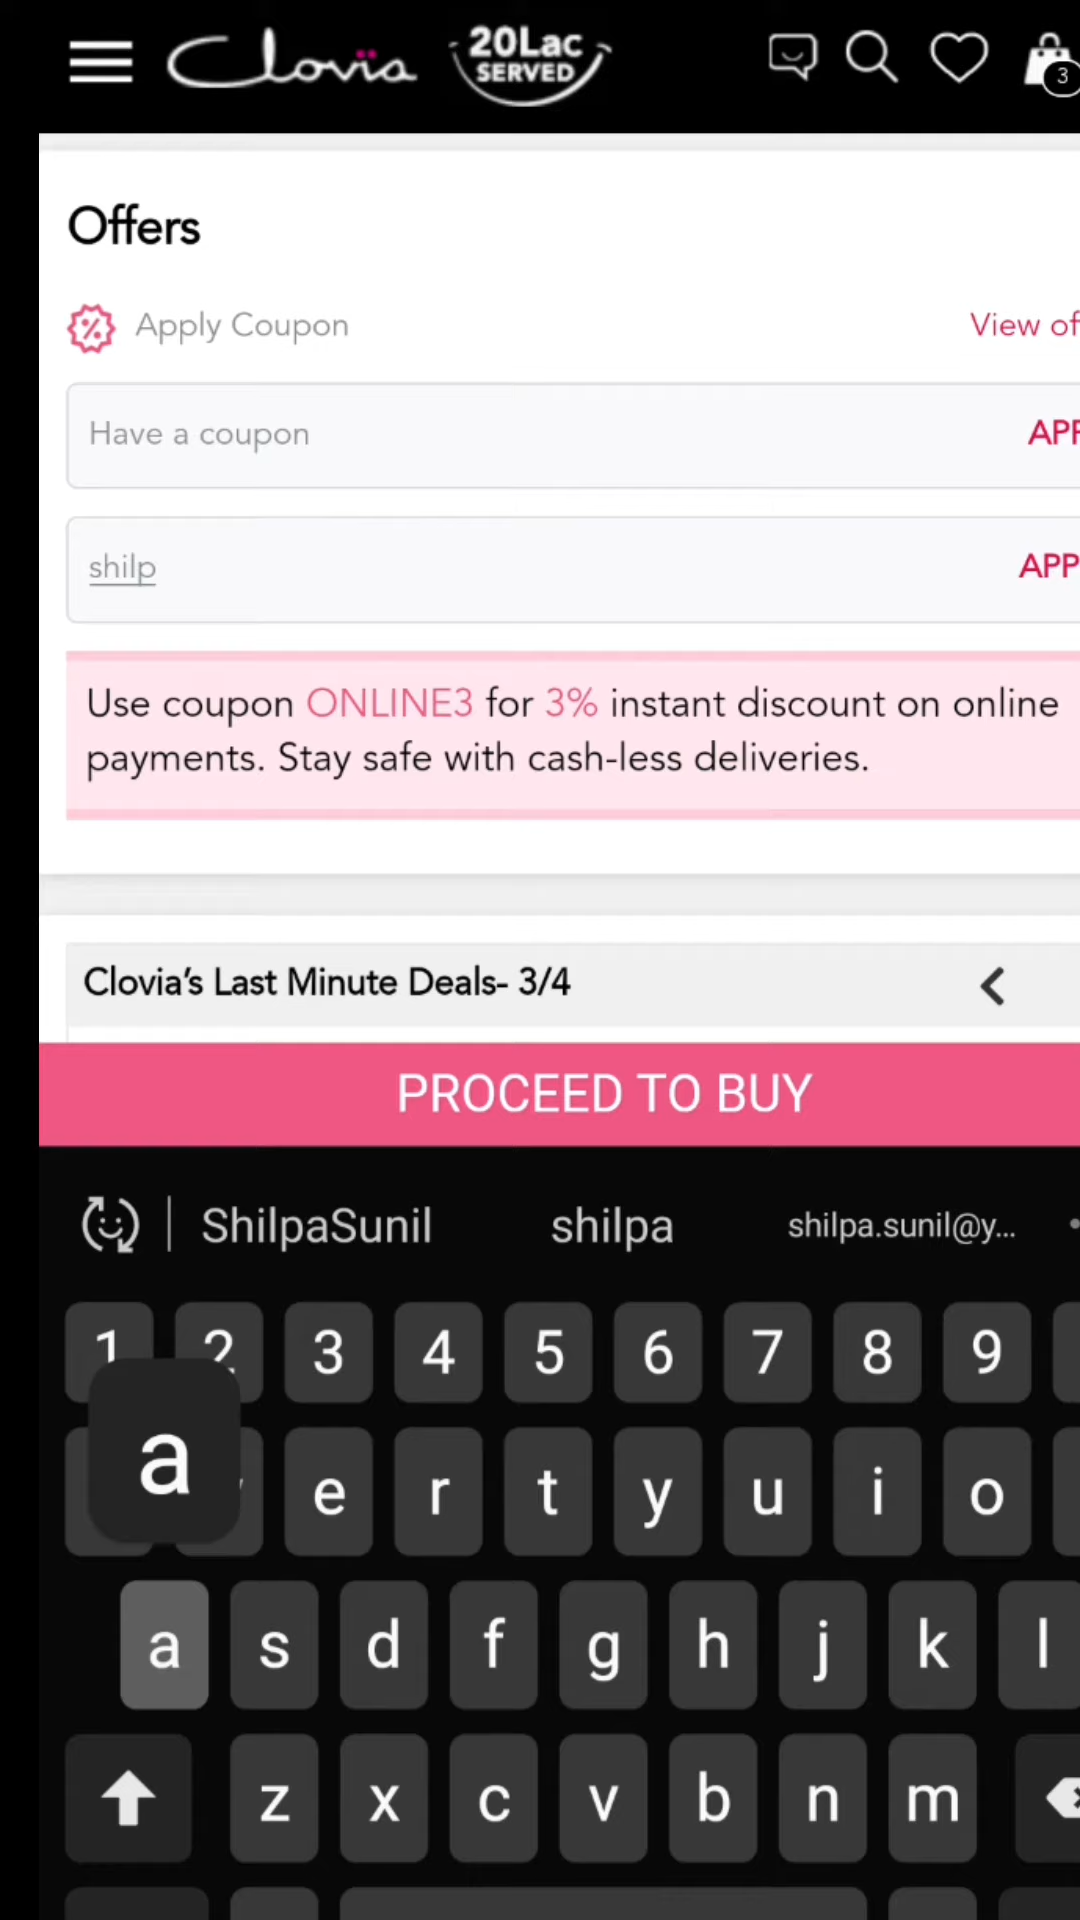 Clovia 20Lac
SERVED
3
Offers
Apply Coupon View of
Have a coupon APP
shilp APP
Use coupon ONLINE3 for 3% instant discount on online
payments. Stay safe with cash-less deliveries.
Clovia's Last Minute Deals- 3/4
PROCEED TO BUY
ShilpaSunil shilpa shilpa.sunil@y...
1 2 3 4 5 6 7 8 9
a
e r t y u i o
a s d f g h j k l
z x c v b n m